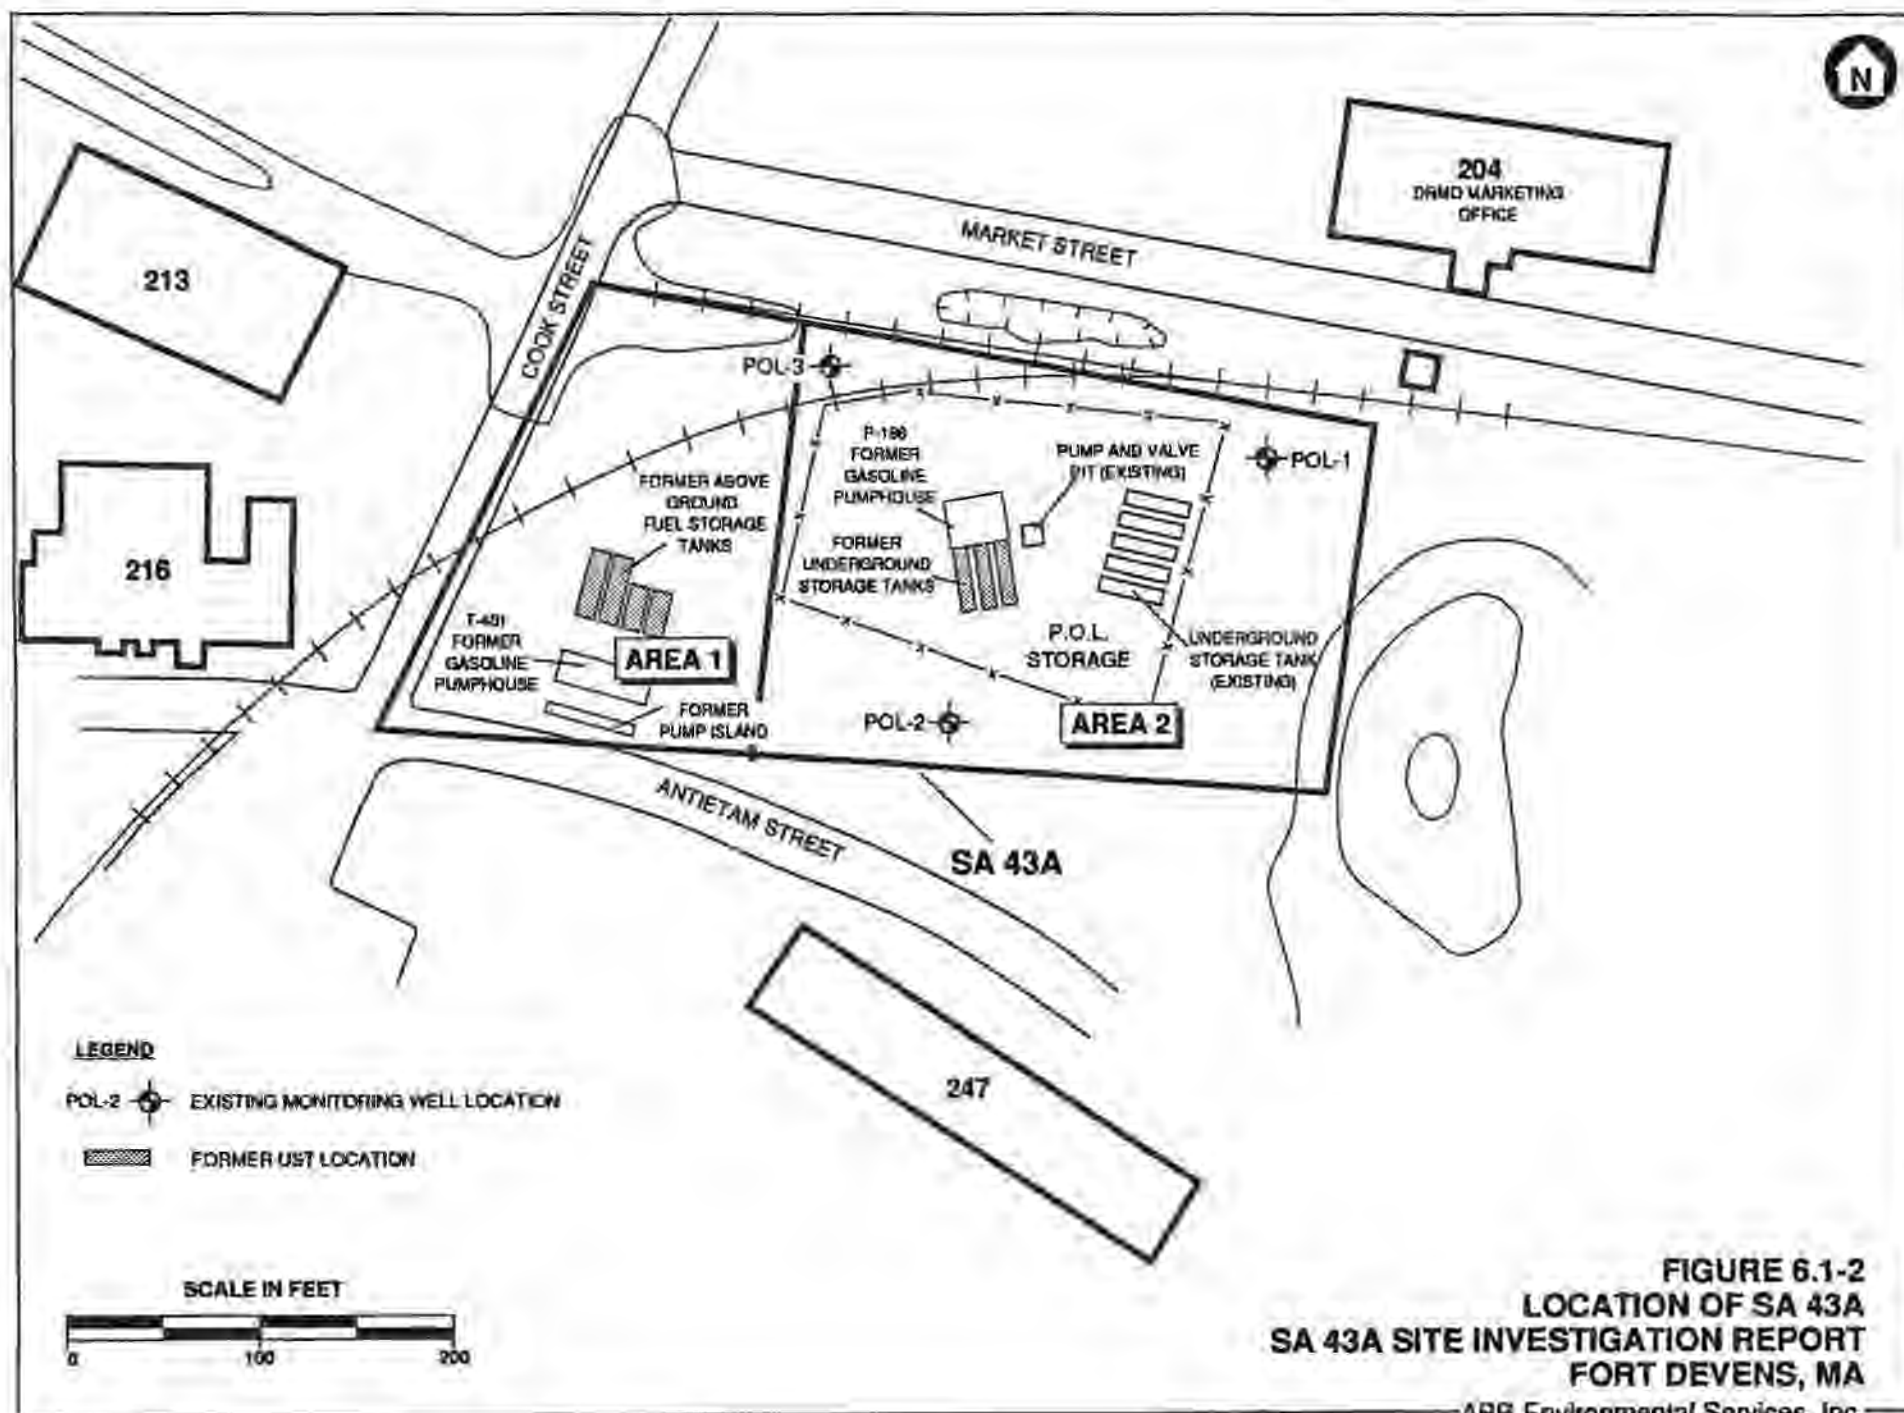 N
204
DRMO MARKETING
OFFICE
MARKET STREET
COOK STREET
213
216
POL-3
POL-1
FORMER
GASOLINE
PUMPHOUSE
PUMP AND VALVE
PIT (EXISTING)
FORMER ABOVE
GROUND
FUEL STORAGE
TANKS
FORMER
UNDERGROUND
STORAGE TANKS
FORMER
GASOLINE
PUMPHOUSE
AREA 1
P.O.L.
STORAGE
UNDERGROUND
STORAGE TANK
(EXISTING)
FORMER
PUMP ISLAND
POL-2
AREA 2
ANTIETAM STREET
SA 43A
247
LEGEND
POL-2 EXISTING MONITORING WELL LOCATION
FORMER UST LOCATION
SCALE IN FEET
0 100 200
FIGURE 6.1-2
LOCATION OF SA 43A
SA 43A SITE INVESTIGATION REPORT
FORT DEVENS, MA
ABB Environmental Services, Inc.